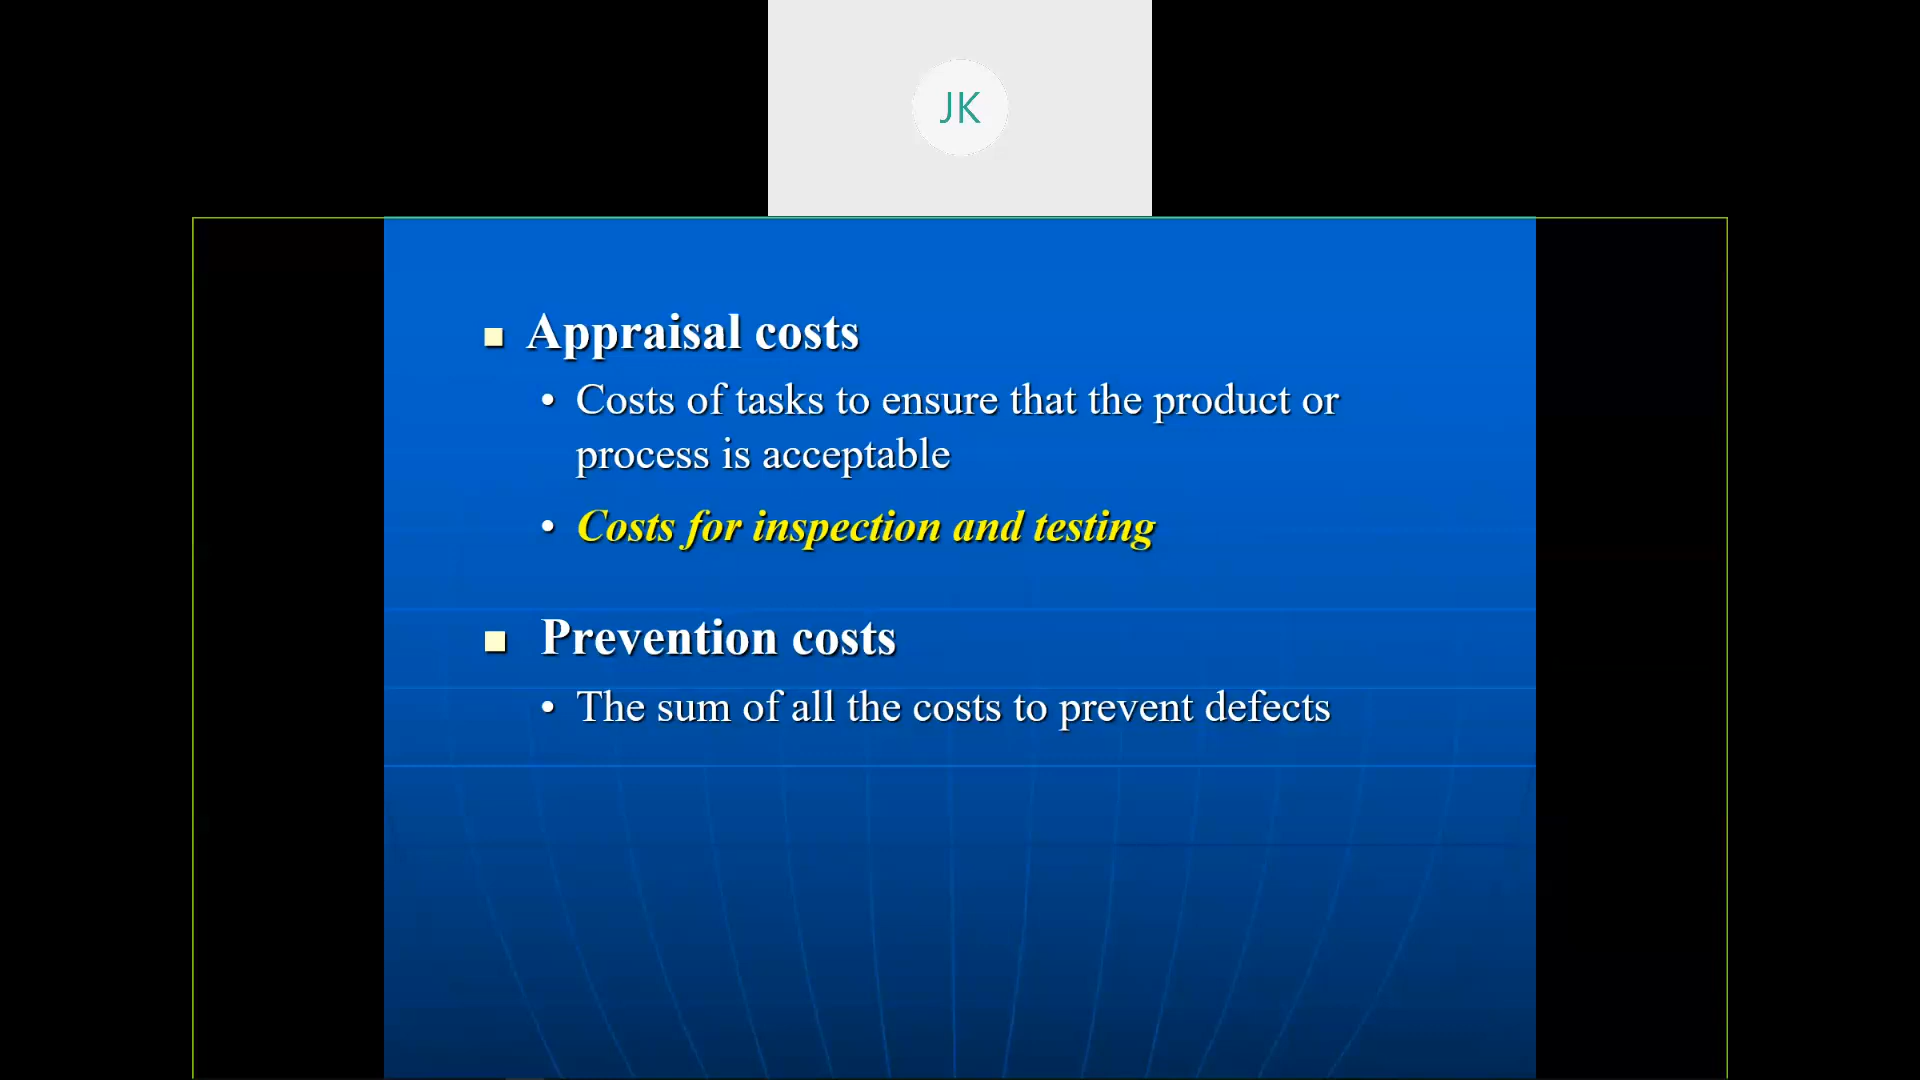 JK
Appraisal costs
• Costs of tasks to ensure that the product or
process is acceptable
• Costs for inspection and testing
Prevention costs
• The sum of all the costs to prevent defects